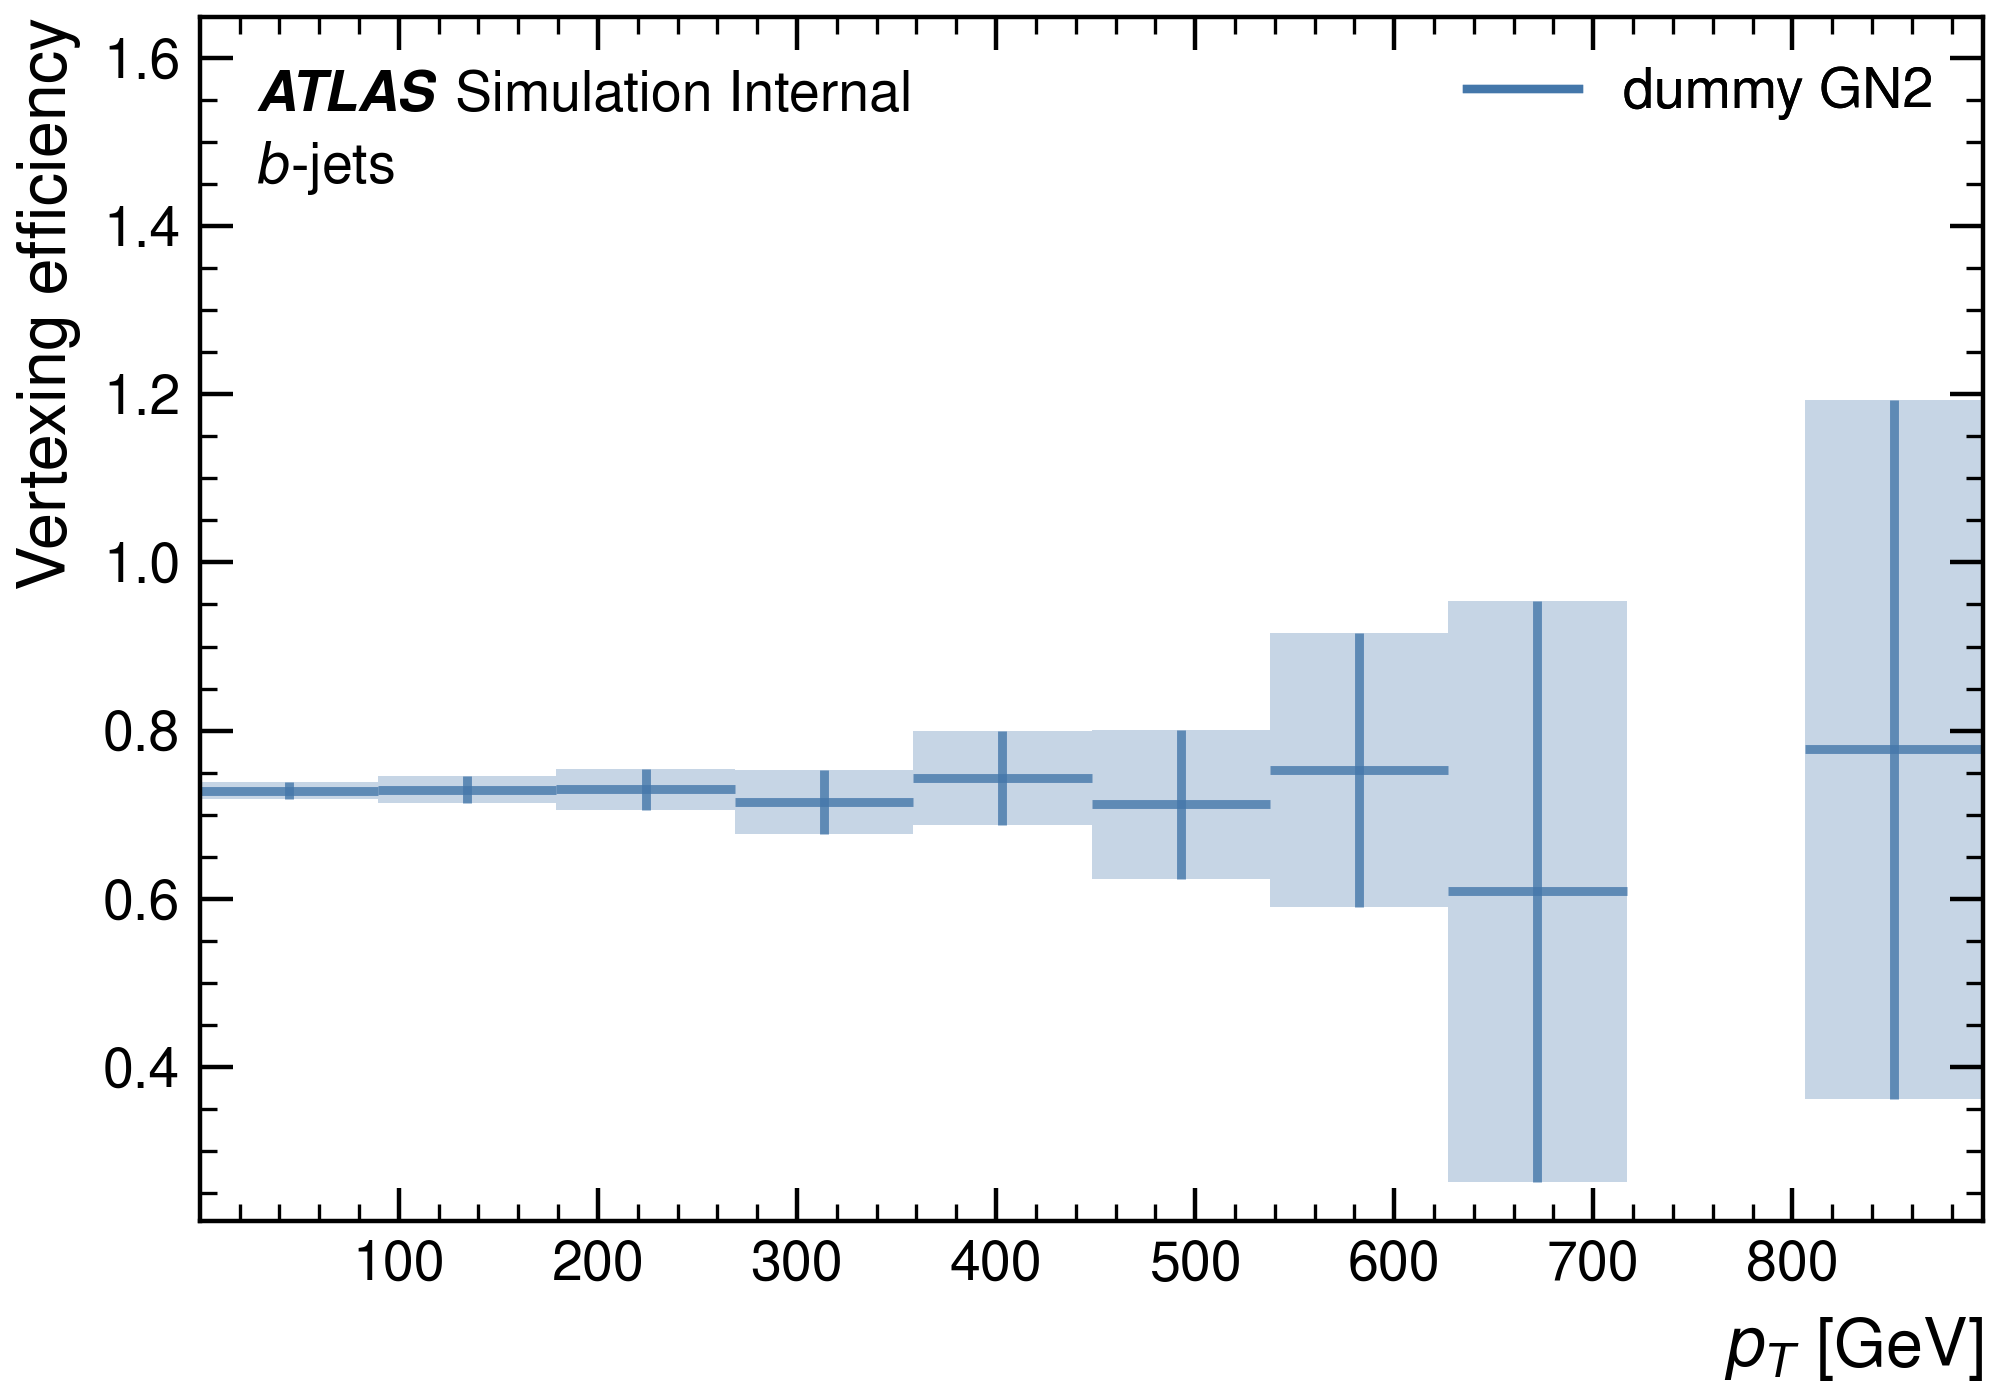 ATLAS Simulation Internal
b-jets
dummy GN2
Vertexing efficiency
1.6
1.4
1.2
1.0
0.8
0.6
0.4
100 200 300 400 500 600 700 800
pT [GeV]